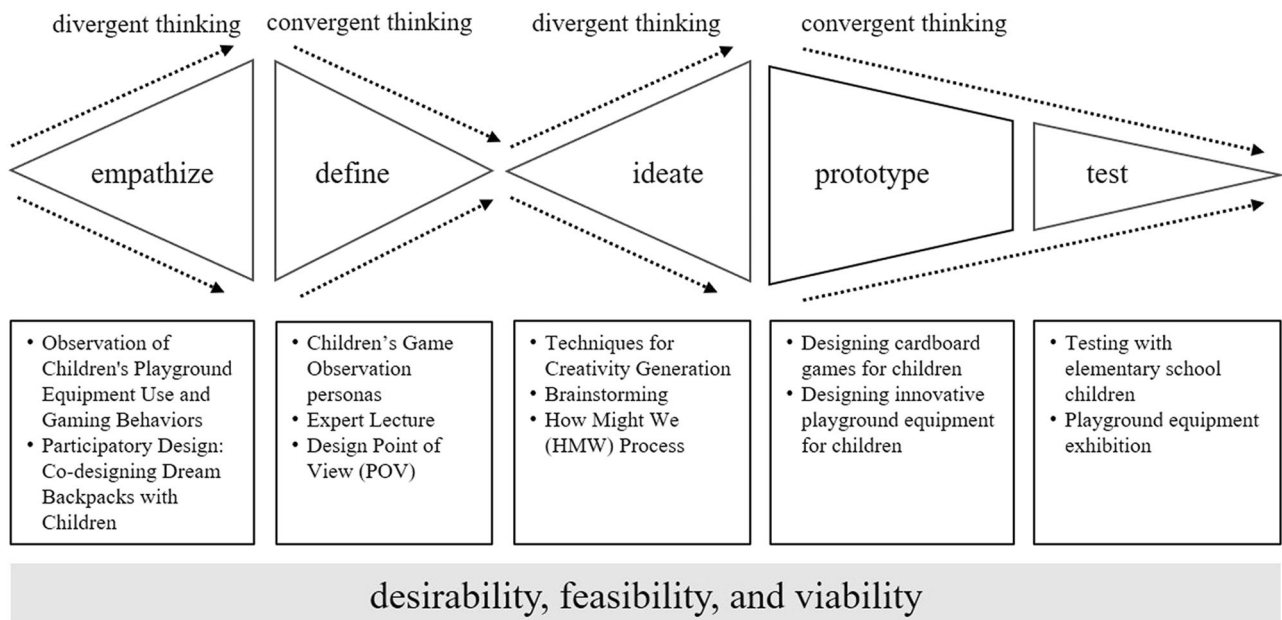 divergent thinking
convergent thinking
divergent thinking
convergent thinking
empathize
define
ideate
prototype
test
• Observation of
Children's Playground
Equipment Use and
Gaming Behaviors
• Participatory Design:
Co-designing Dream
Backpacks with
Children
• Children’s Game
Observation
personas
• Expert Lecture
• Design Point of
View (POV)
• Techniques for
Creativity Generation
• Brainstorming
• How Might We
(HMW) Process
• Designing cardboard
games for children
• Designing innovative
playground equipment
for children
• Testing with
elementary school
children
• Playground equipment
exhibition
desirability, feasibility, and viability